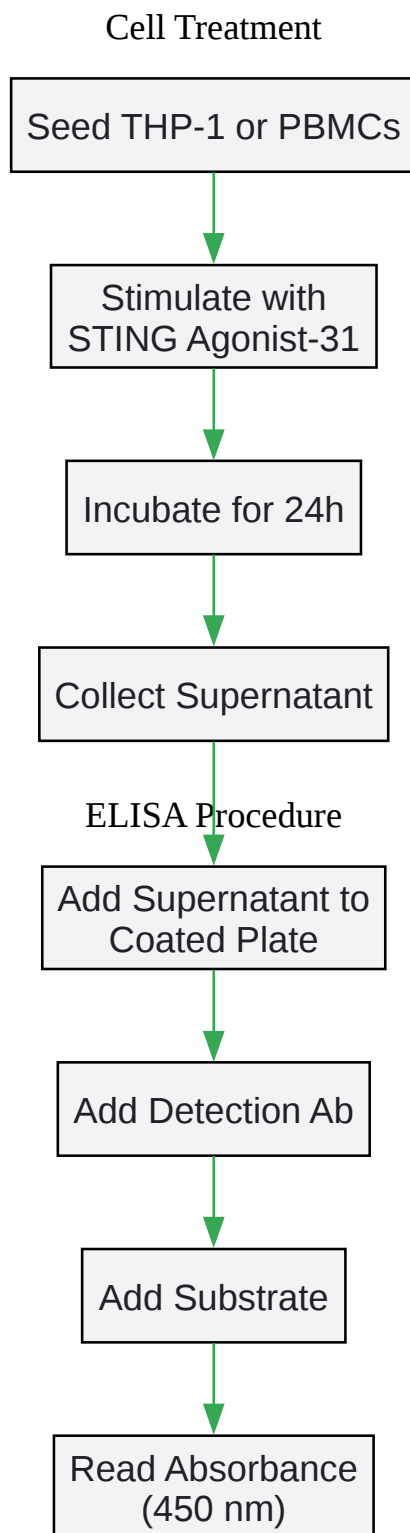 Cell Treatment
Seed THP-1 or PBMCs
Stimulate with
STING Agonist-31
Incubate for 24h
Collect Supernatant
ELISA Procedure
Add Supernatant to
Coated Plate
Add Detection Ab
Add Substrate
Read Absorbance
(450 nm)